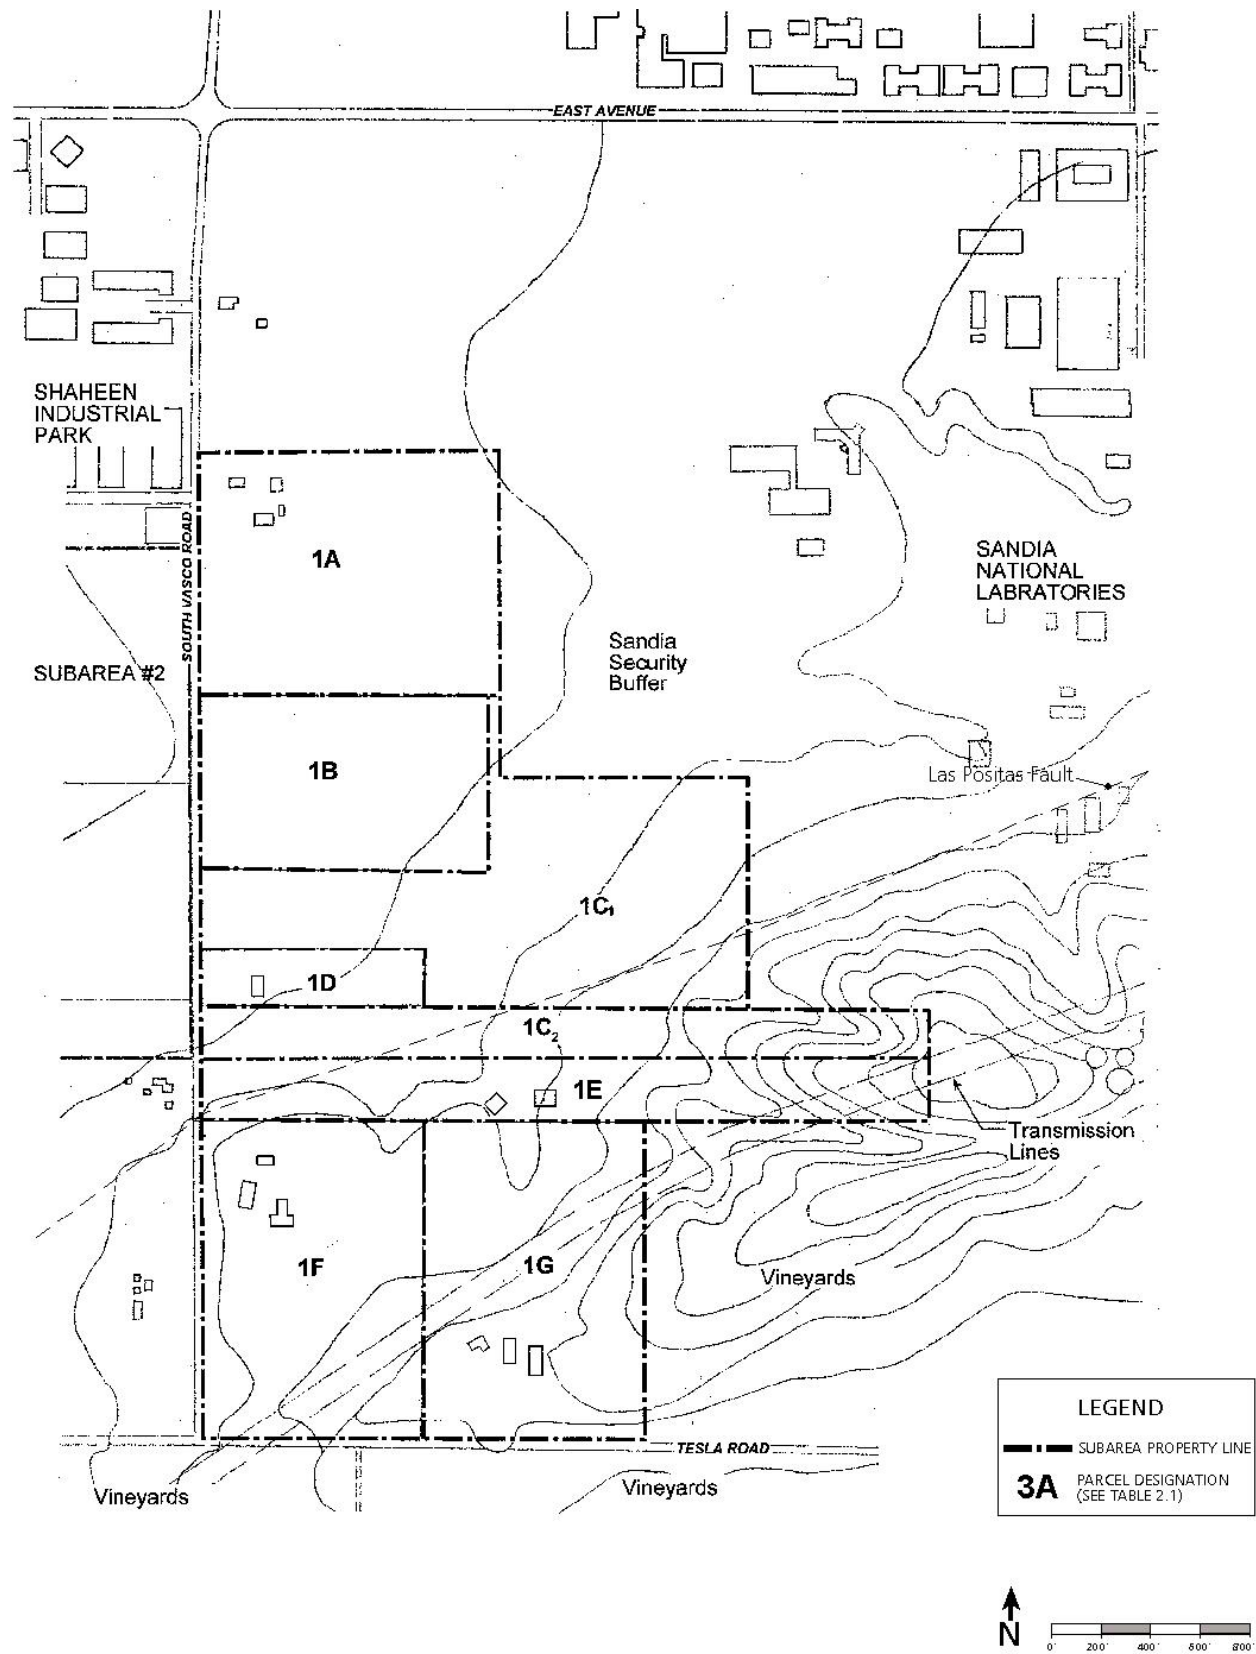 EAST AVENUE
SHAHEEN
INDUSTRIAL
PARK
SOUTH VASCO ROAD
1A
SANDIA
NATIONAL
LABRATORIES
SUBAREA #2
Sandia
Security
Buffer
1B
Las Positas Fault
1C1
1D
1C2
1E
Transmission
Lines
1F
1G
Vineyards
TESLA ROAD
Vineyards
Vineyards
LEGEND
SUBAREA PROPERTY LINE
3A PARCEL DESIGNATION
(SEE TABLE 2.1)
N
0' 200' 400' 600' 800'